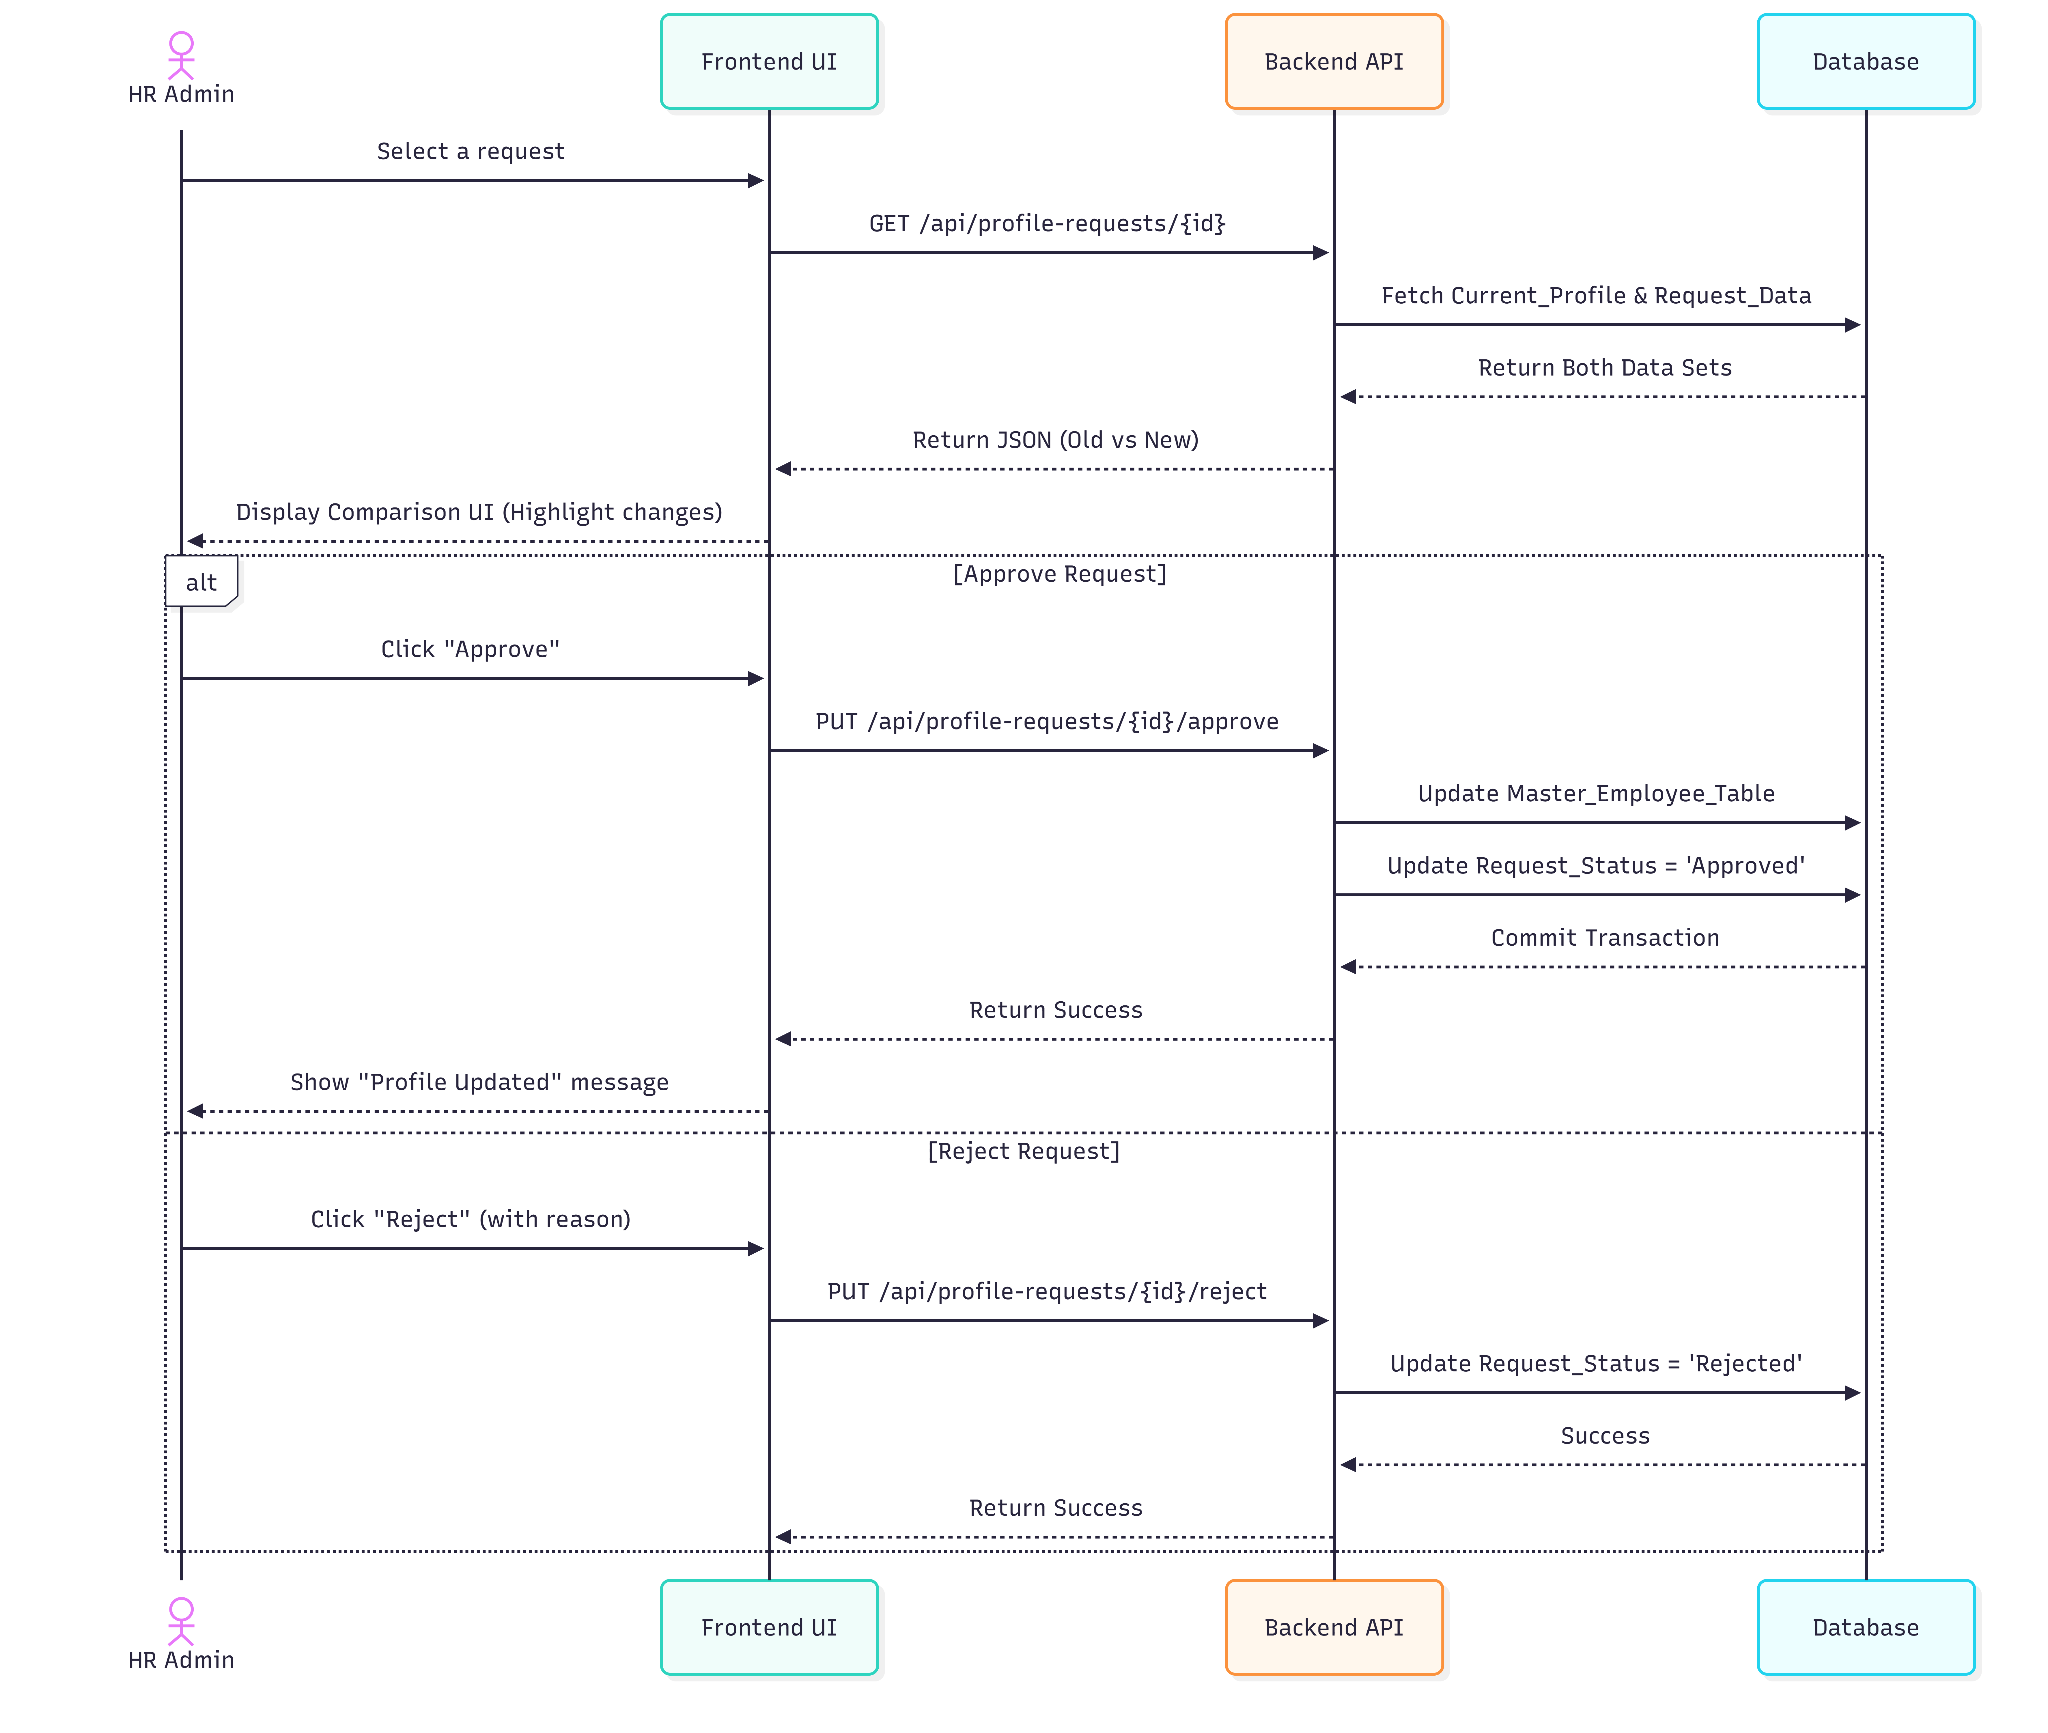 HR Admin
Frontend UI
Backend API
Database
Select a request
GET /api/profile-requests/{id}
Fetch Current_Profile & Request_Data
Return Both Data Sets
Return JSON (Old vs New)
Display Comparison UI (Highlight changes)
alt
[Approve Request]
Click "Approve"
PUT /api/profile-requests/{id}/approve
Update Master_Employee_Table
Update Request_Status = 'Approved'
Commit Transaction
Return Success
Show "Profile Updated" message
[Reject Request]
Click "Reject" (with reason)
PUT /api/profile-requests/{id}/reject
Update Request_Status = 'Rejected'
Success
Return Success
HR Admin
Frontend UI
Backend API
Database